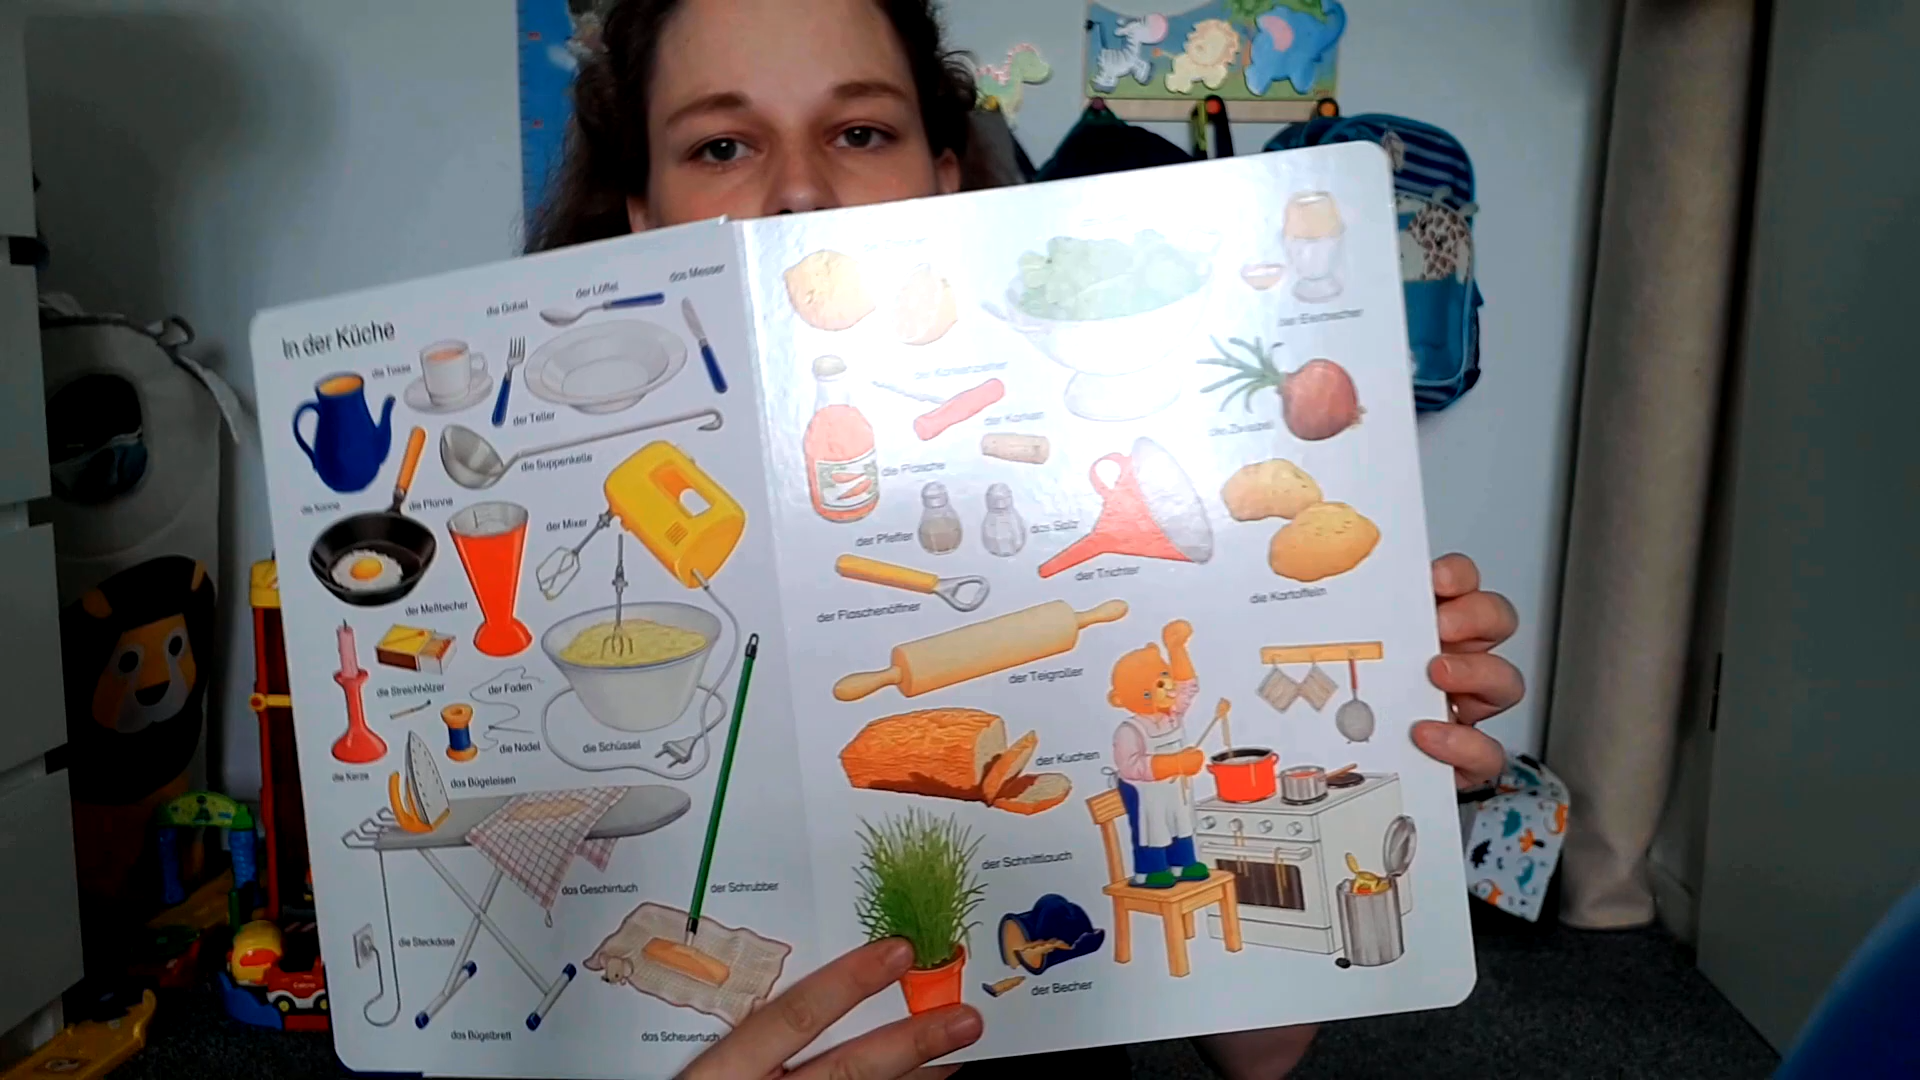 In der Küche
die Gabel
der Löffel
das Messer
die Tasse
der Teller
die Suppenkelle
die Kanne
die Pfanne
der Mixer
der Meßbecher
die Streichhölzer
der Faden
die Nadel
die Schüssel
die Kerze
das Bügeleisen
das Geschirrtuch
der Schrubber
die Steckdose
das Bügelbrett
das Scheuertuch
der Eierbecher
der Korkenzieher
der Korken
die Zwiebel
die Flasche
der Pfeffer
das Salz
der Trichter
die Kartoffeln
der Flaschenöffner
der Teigroller
der Kuchen
der Schnittlauch
der Becher